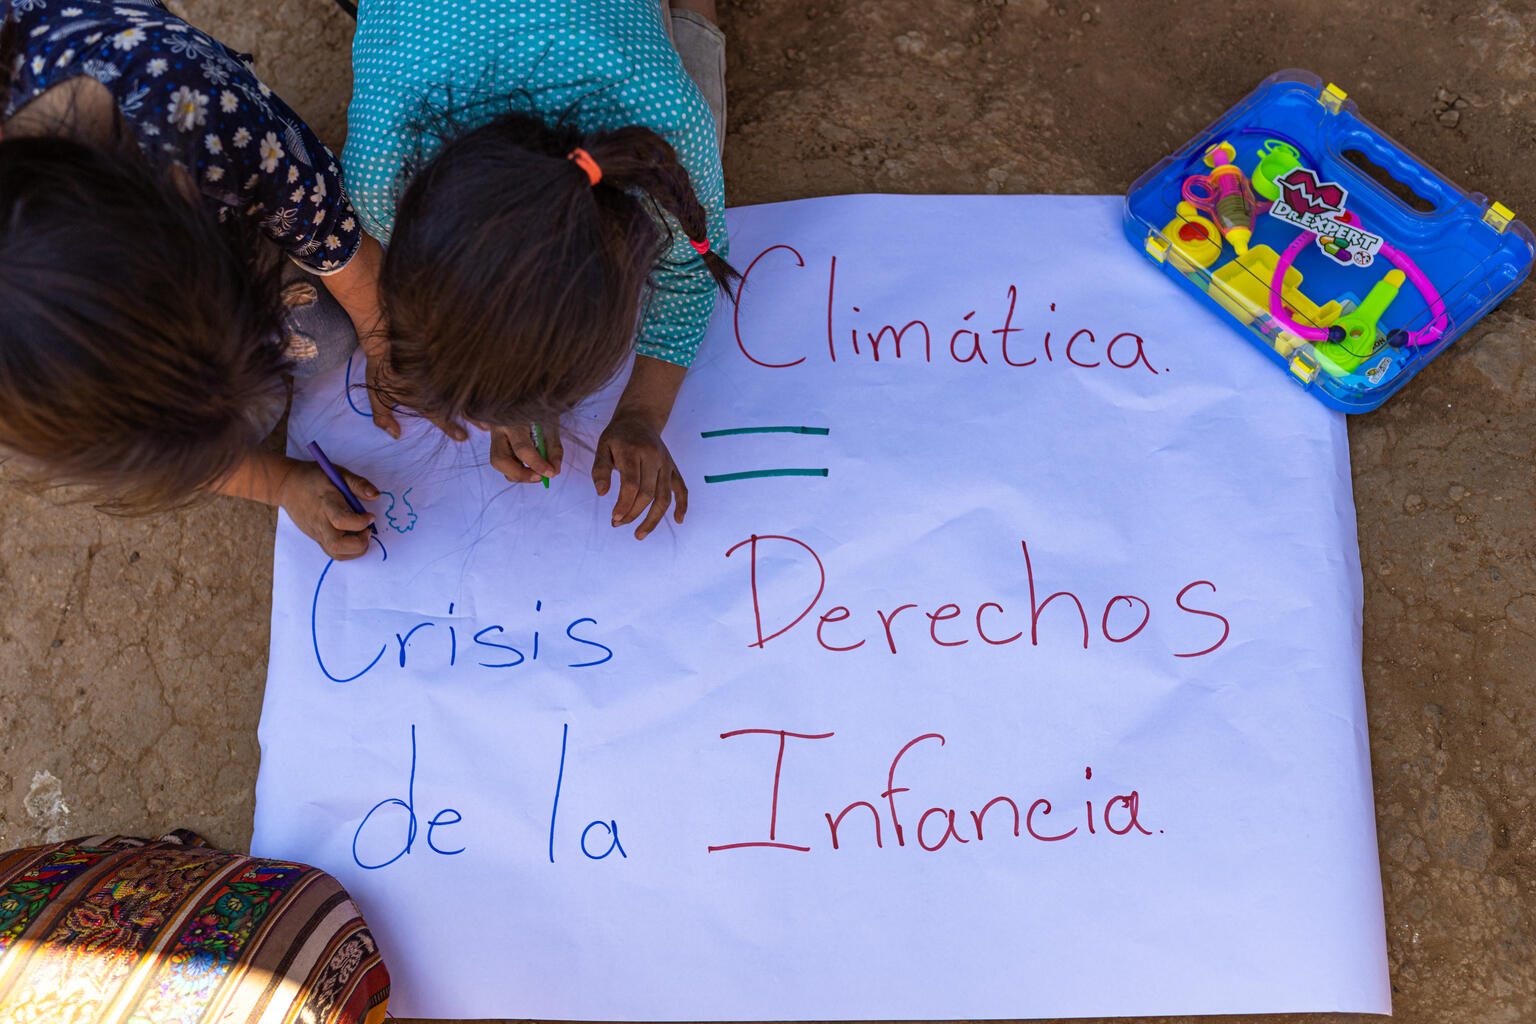 Climática.
=
Crisis Derechos
de la Infancia.
DR.EXPERT